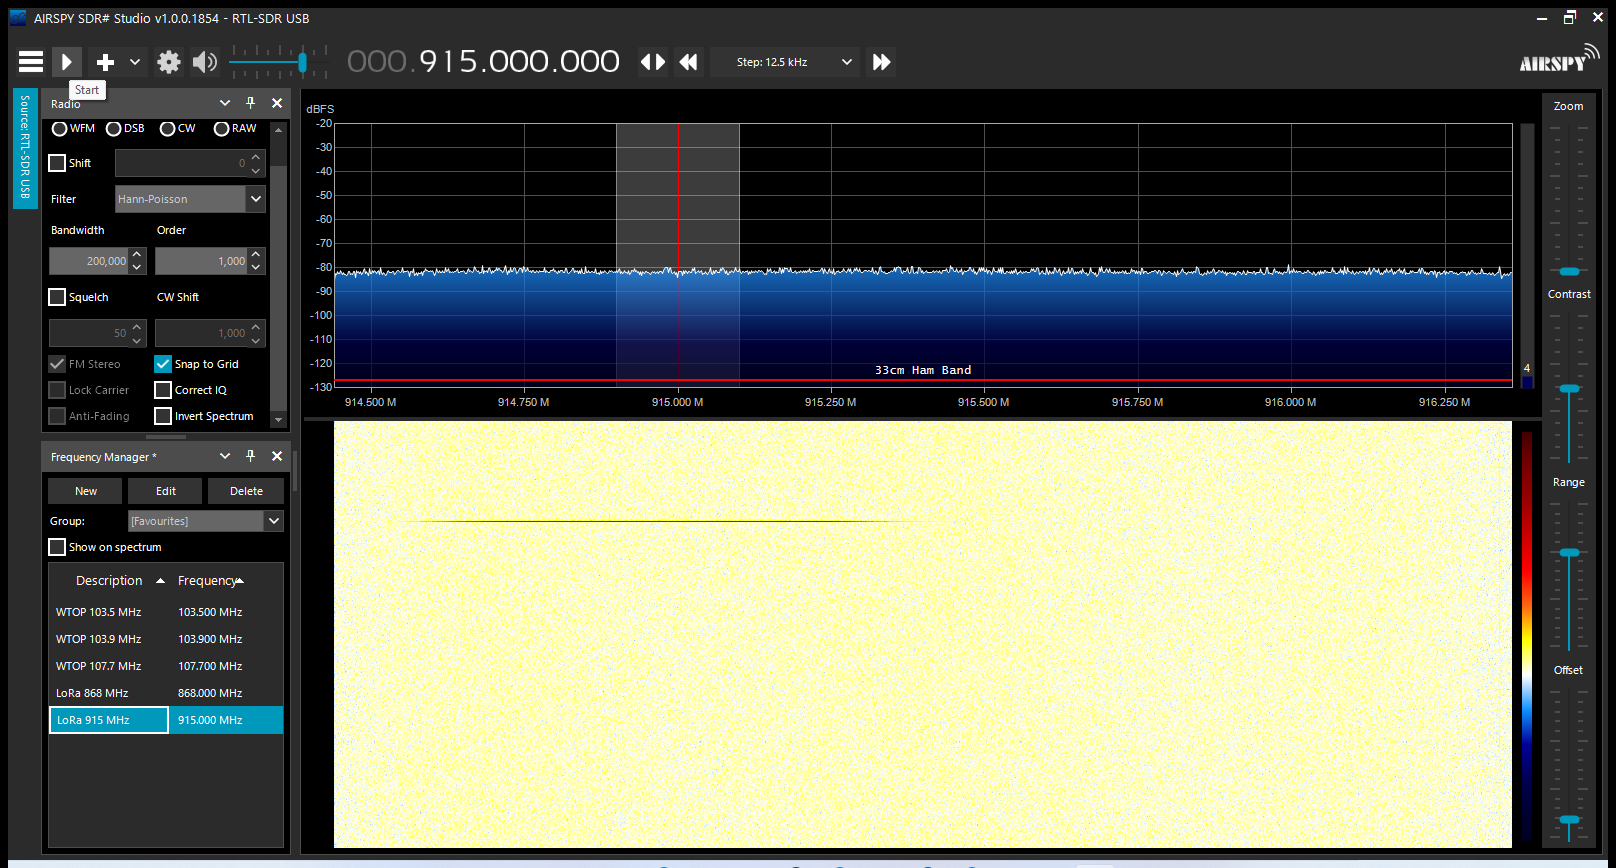 AIRSPY SDR# Studio v1.0.0.1854 - RTL-SDR USB
000.915.000.000
Step: 12.5 kHz
AIRSPY
Start
Source: RTL-SDR USB
Radio
WFM DSB CW RAW
Shift 0
Filter Hann-Poisson
Bandwidth Order
200,000 1,000
Squelch CW Shift
50 1,000
FM Stereo Snap to Grid
Lock Carrier Correct IQ
Anti-Fading Invert Spectrum
Frequency Manager *
New Edit Delete
Group: [Favourites]
Show on spectrum
Description Frequency
WTOP 103.5 MHz 103.500 MHz
WTOP 103.9 MHz 103.900 MHz
WTOP 107.7 MHz 107.700 MHz
LoRa 868 MHz 868.000 MHz
LoRa 915 MHz 915.000 MHz
dBFS
-20
-30
-40
-50
-60
-70
-80
-90
-100
-110
-120
-130
33cm Ham Band
914.500 M 914.750 M 915.000 M 915.250 M 915.500 M 915.750 M 916.000 M 916.250 M
4
Zoom
Contrast
Range
Offset